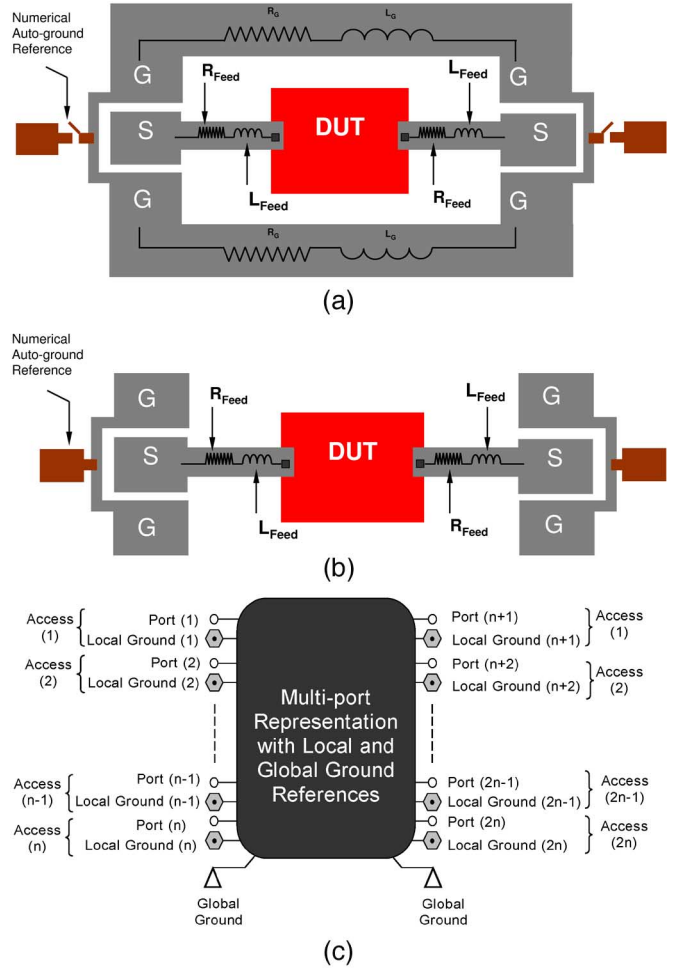 Numerical
Auto-ground
Reference
R_G
L_G
G
G
R_Feed
L_Feed
S
DUT
S
L_Feed
R_Feed
G
G
R_G
L_G
(a)
Numerical
Auto-ground
Reference
G
G
R_Feed
L_Feed
S
DUT
S
L_Feed
R_Feed
G
G
(b)
Access
(1)
Port (1)
Local Ground (1)
Access
(2)
Port (2)
Local Ground (2)
Access
(n-1)
Port (n-1)
Local Ground (n-1)
Access
(n)
Port (n)
Local Ground (n)
Multi-port
Representation
with Local and
Global Ground
References
Port (n+1)
Local Ground (n+1)
Access
(1)
Port (n+2)
Local Ground (n+2)
Access
(2)
Port (2n-1)
Local Ground (2n-1)
Access
(2n-1)
Port (2n)
Local Ground (2n)
Access
(2n)
Global
Ground
Global
Ground
(c)